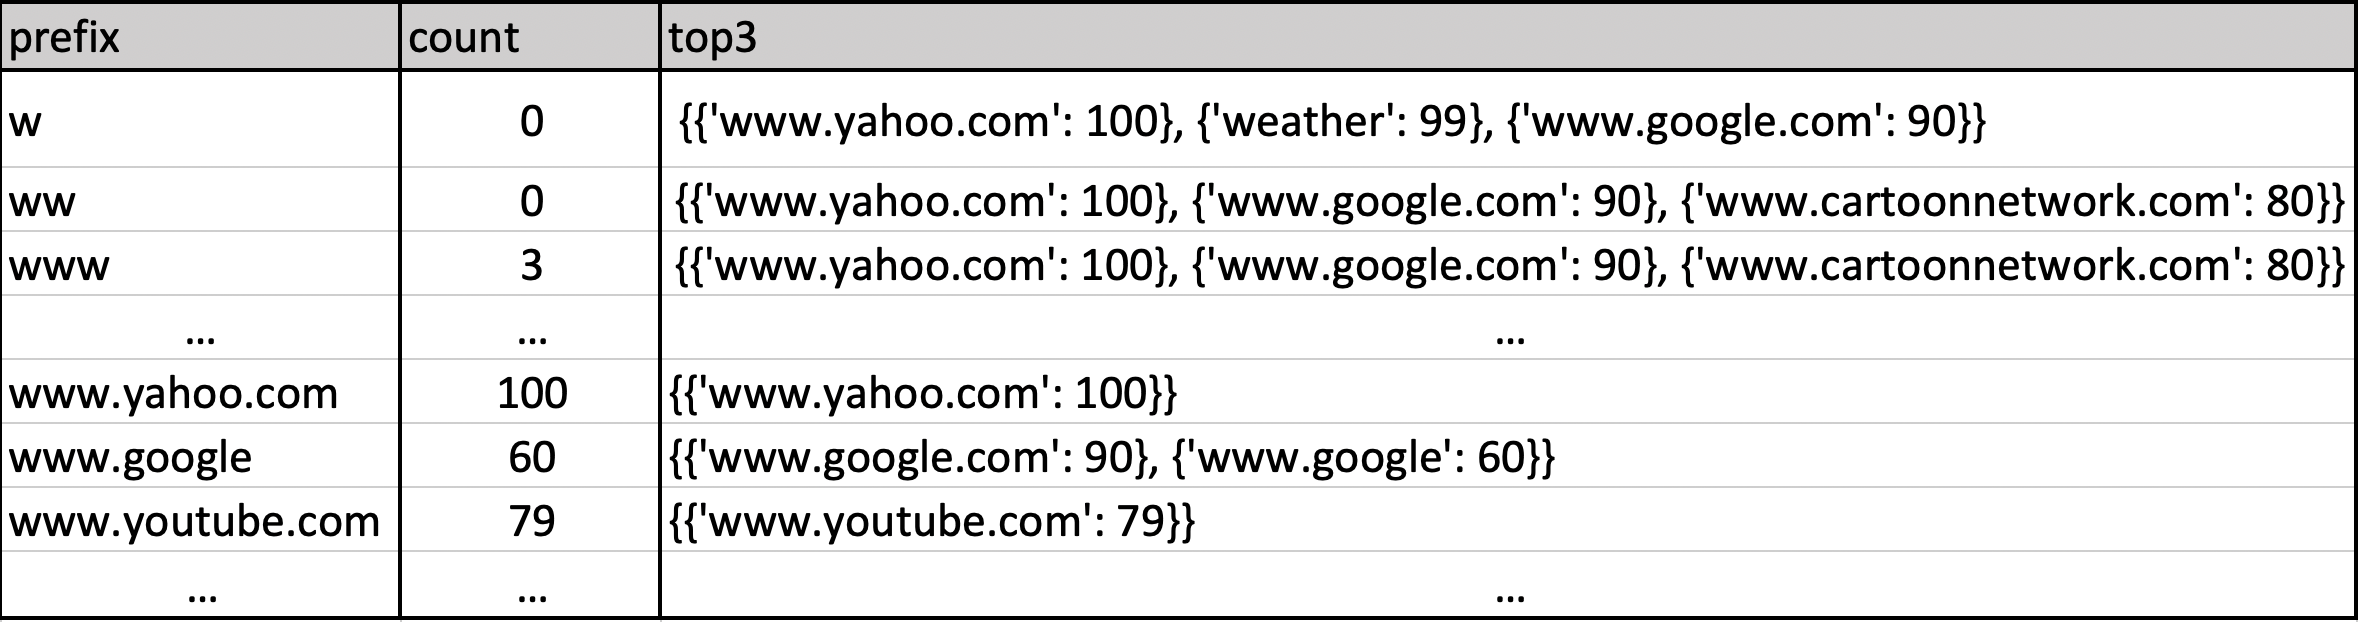 prefix count top3
w 0 {{'www.yahoo.com': 100}, {'weather': 99}, {'www.google.com': 90}}
ww 0 {{'www.yahoo.com': 100}, {'www.google.com': 90}, {'www.cartoonnetwork.com': 80}}
www 3 {{'www.yahoo.com': 100}, {'www.google.com': 90}, {'www.cartoonnetwork.com': 80}}
... ... ...
www.yahoo.com 100 {{'www.yahoo.com': 100}}
www.google 60 {{'www.google.com': 90}, {'www.google': 60}}
www.youtube.com 79 {{'www.youtube.com': 79}}
... ... ...